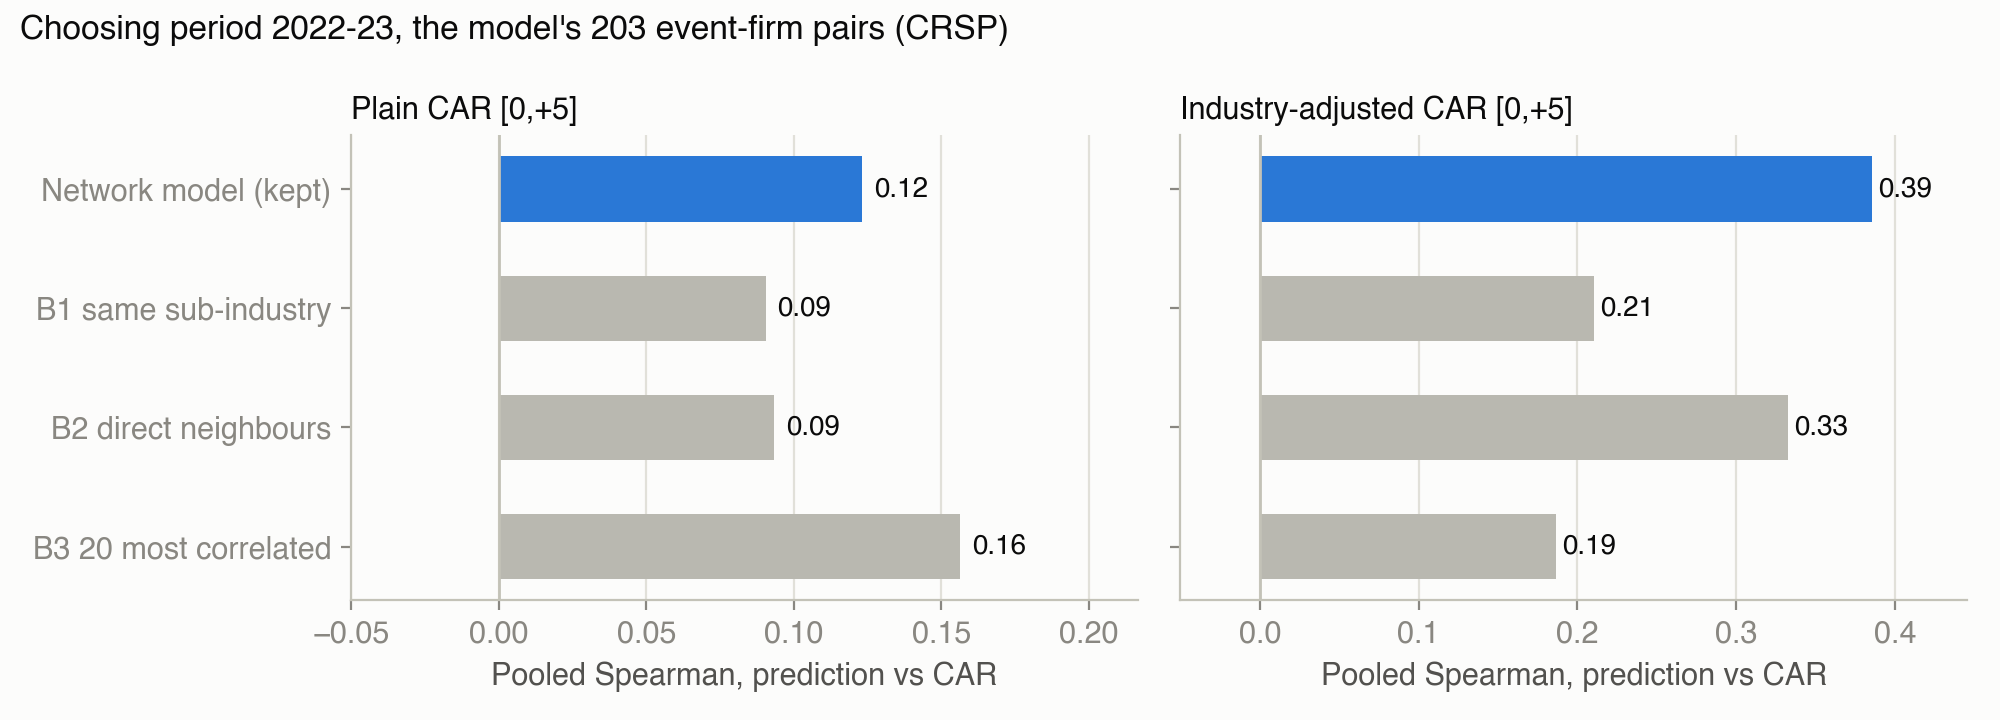 Choosing period 2022-23, the model's 203 event-firm pairs (CRSP)
Plain CAR [0,+5]
Network model (kept)
0.12
B1 same sub-industry
0.09
B2 direct neighbours
0.09
B3 20 most correlated
0.16
−0.05 0.00 0.05 0.10 0.15 0.20
Pooled Spearman, prediction vs CAR
Industry-adjusted CAR [0,+5]
0.39
0.21
0.33
0.19
0.0 0.1 0.2 0.3 0.4
Pooled Spearman, prediction vs CAR